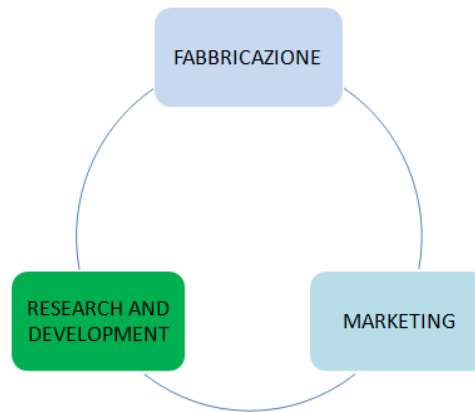 FABBRICAZIONE
RESEARCH AND
DEVELOPMENT
MARKETING